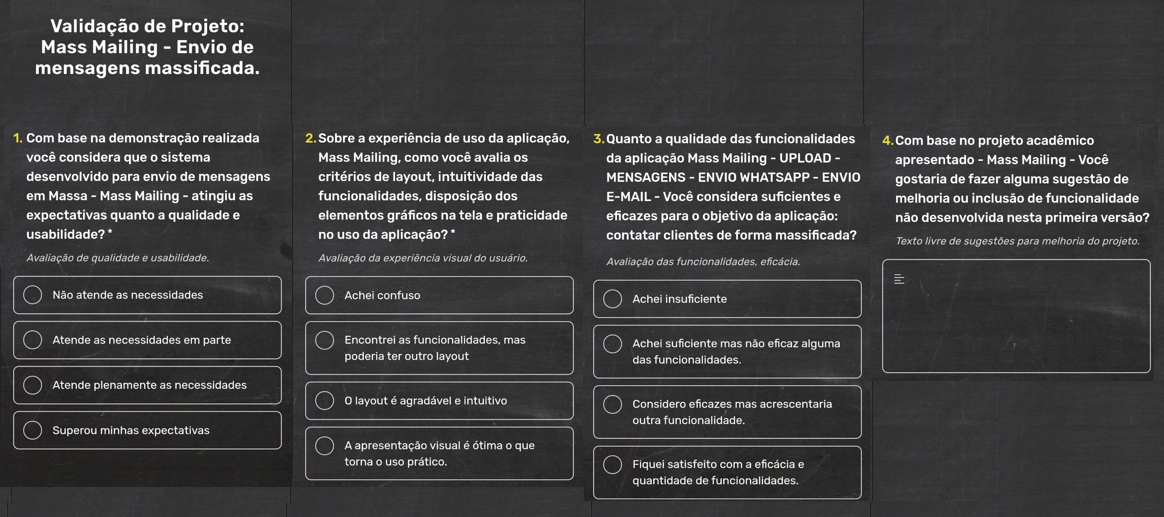 Validação de Projeto:
Mass Mailing - Envio de
mensagens massificada.
1. Com base na demonstração realizada
você considera que o sistema
desenvolvido para envio de mensagens
em Massa - Mass Mailing - atingiu as
expectativas quanto a qualidade e
usabilidade? *
Avaliação de qualidade e usabilidade.
Não atende as necessidades
Atende as necessidades em parte
Atende plenamente as necessidades
Superou minhas expectativas
2. Sobre a experiência de uso da aplicação,
Mass Mailing, como você avalia os
critérios de layout, intuitividade das
funcionalidades, disposição dos
elementos gráficos na tela e praticidade
no uso da aplicação? *
Avaliação da experiência visual do usuário.
Achei confuso
Encontrei as funcionalidades, mas
poderia ter outro layout
O layout é agradável e intuitivo
A apresentação visual é ótima o que
torna o uso prático.
3. Quanto a qualidade das funcionalidades
da aplicação Mass Mailing - UPLOAD -
MENSAGENS - ENVIO WHATSAPP - ENVIO
E-MAIL - Você considera suficientes e
eficazes para o objetivo da aplicação:
contatar clientes de forma massificada?
Avaliação das funcionalidades, eficácia.
Achei insuficiente
Achei suficiente mas não eficaz alguma
das funcionalidades.
Considero eficazes mas acrescentaria
outra funcionalidade.
Fiquei satisfeito com a eficácia e
quantidade de funcionalidades.
4. Com base no projeto acadêmico
apresentado - Mass Mailing - Você
gostaria de fazer alguma sugestão de
melhoria ou inclusão de funcionalidade
não desenvolvida nesta primeira versão?
Texto livre de sugestões para melhoria do projeto.